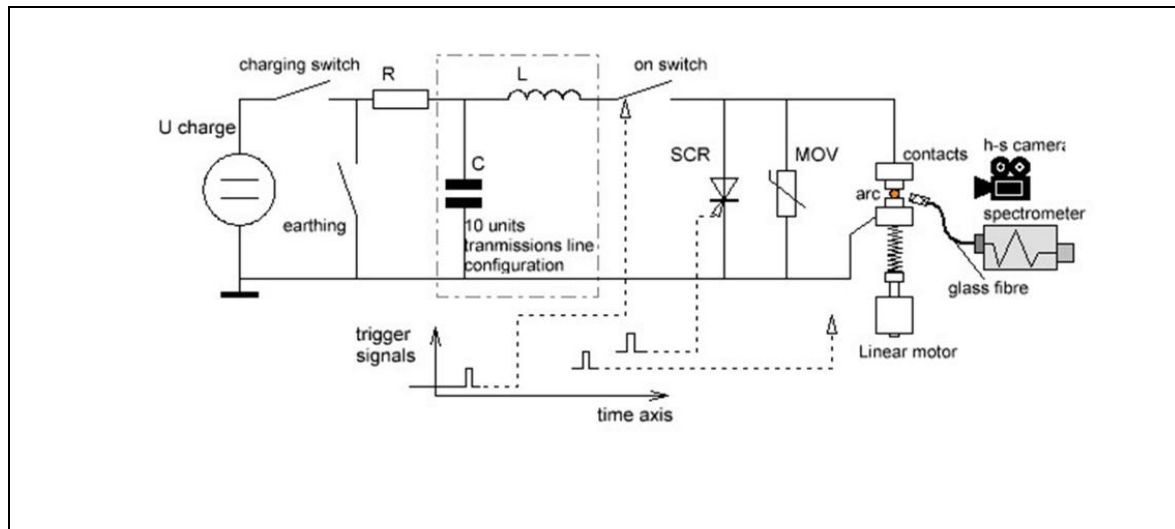 charging switch
R
L
on switch
U charge
C
SCR
MOV
contacts
h-s camera
arc
spectrometer
earthing
10 units
tranmissions line
configuration
glass fibre
trigger
signals
Linear motor
time axis